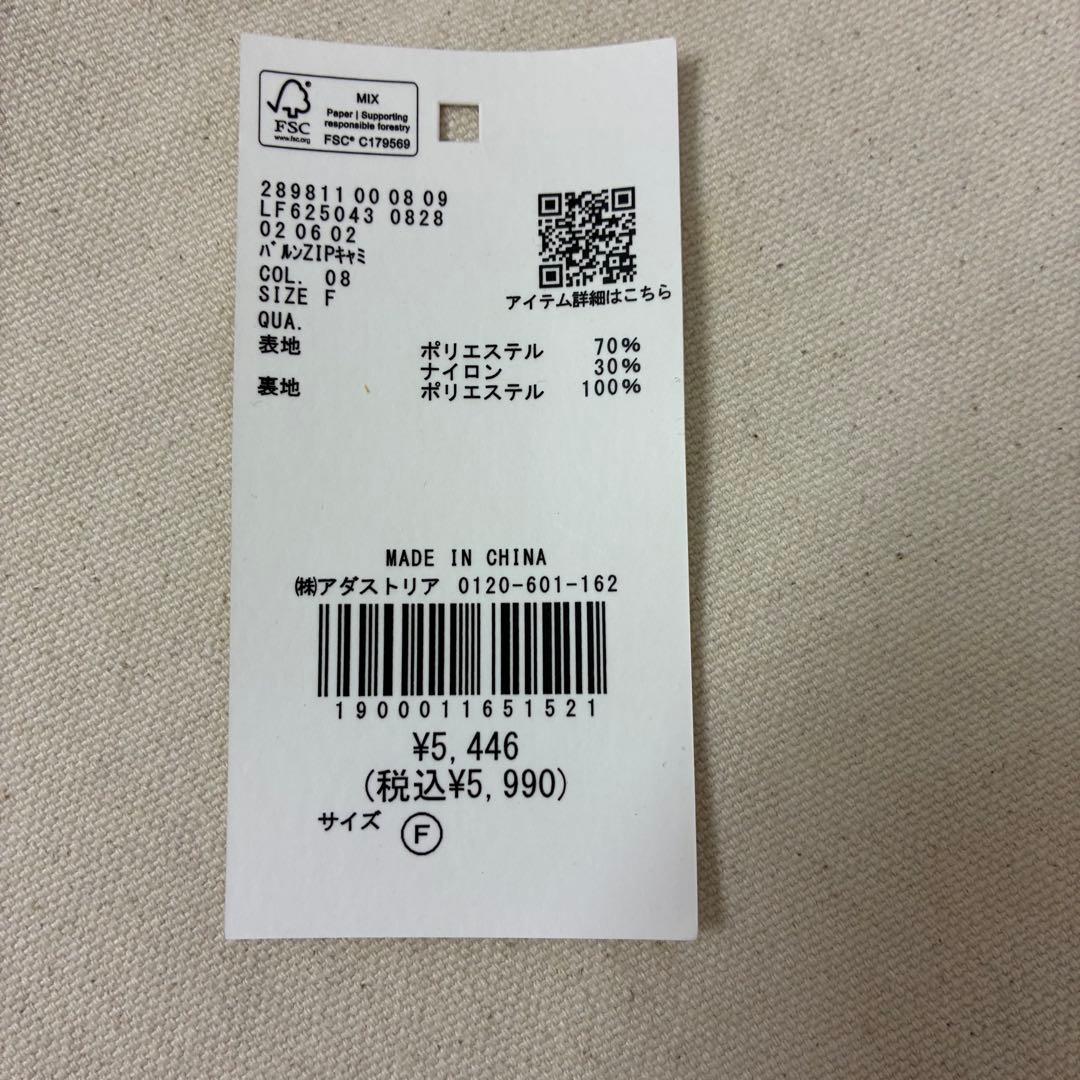 MIX
Paper | Supporting
responsible forestry
FSC® C179569
FSC
www.fsc.org
289811 00 08 09
LF625043 0828
02 06 02
ﾊﾞﾙﾝZIPｷｬﾐ
COL. 08
SIZE F
QUA.
アイテム詳細はこちら
表地 ポリエステル 70%
ナイロン 30%
裏地 ポリエステル 100%
MADE IN CHINA
㈱アダストリア 0120-601-162
1900011651521
¥5,446
(税込¥5,990)
サイズ Ⓕ